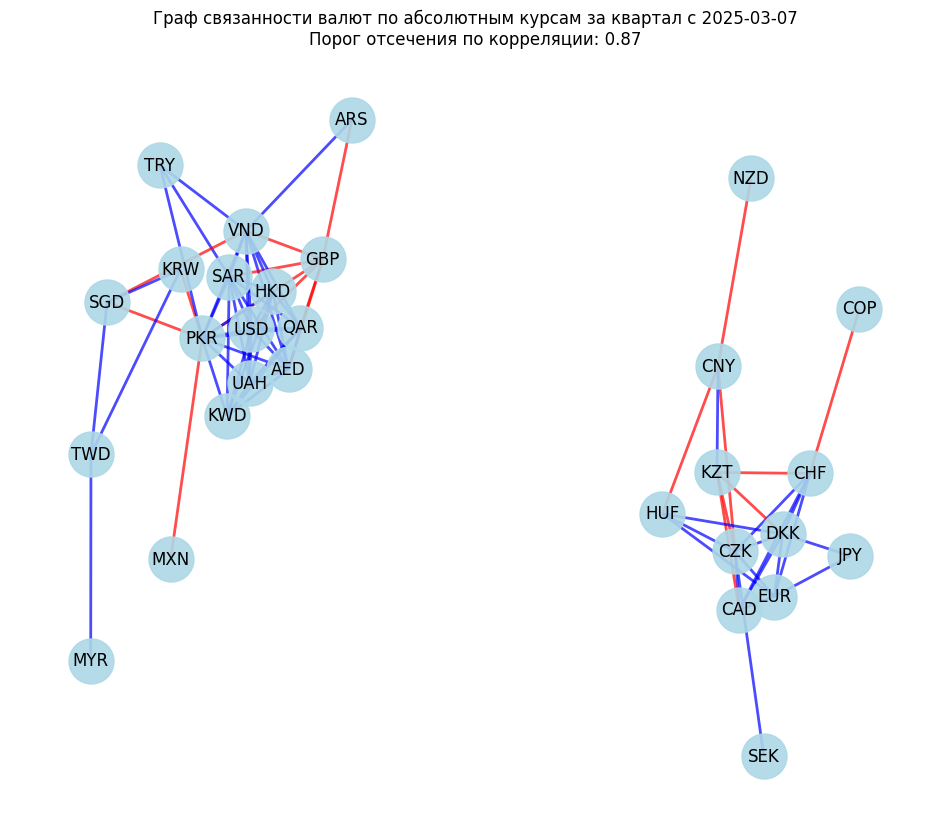 Граф связанности валют по абсолютным курсам за квартал с 2025-03-07
Порог отсечения по корреляции: 0.87
ARS
TRY
NZD
VND
GBP
KRW
SAR
HKD
SGD
COP
USD
QAR
PKR
CNY
AED
UAH
KWD
TWD
KZT
CHF
HUF
DKK
CZK
JPY
MXN
EUR
CAD
MYR
SEK